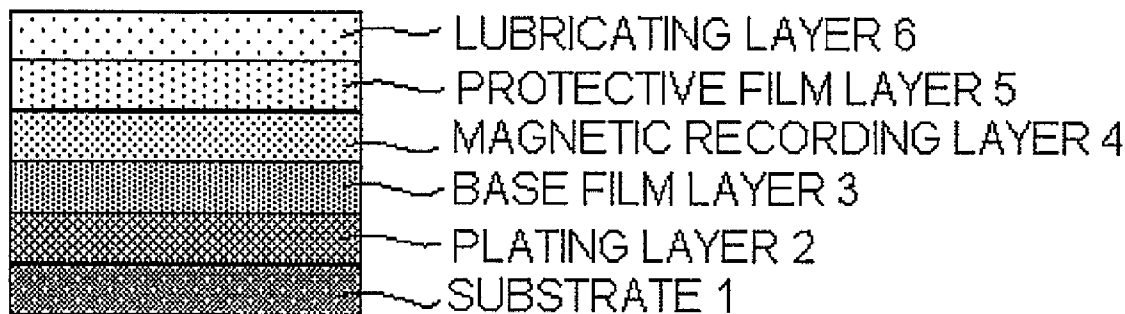 LUBRICATING LAYER 6
PROTECTIVE FILM LAYER 5
MAGNETIC RECORDING LAYER 4
BASE FILM LAYER 3
PLATING LAYER 2
SUBSTRATE 1